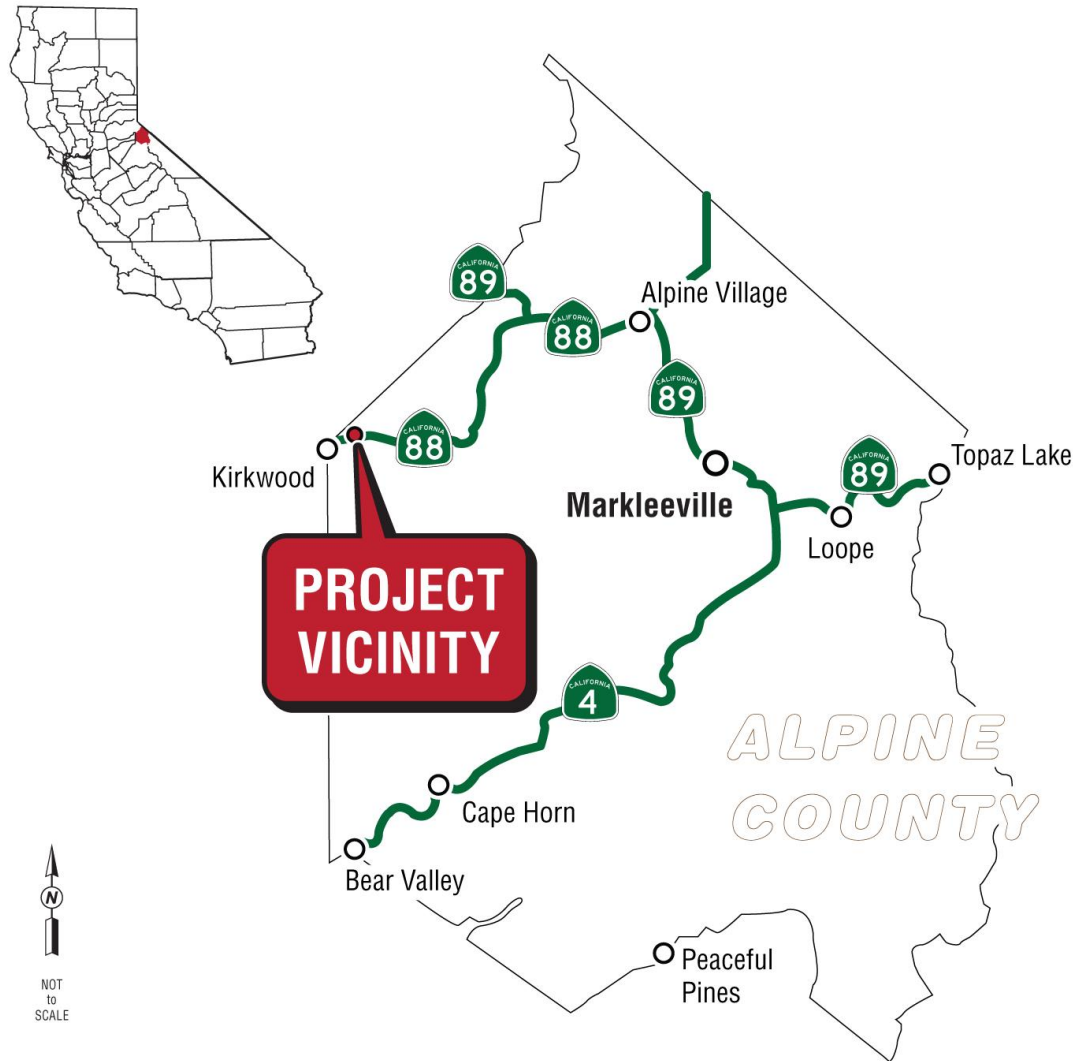 CALIFORNIA
89
Alpine Village
CALIFORNIA
88
CALIFORNIA
89
CALIFORNIA
88
Kirkwood
Topaz Lake
CALIFORNIA
89
Markleeville
Loope
PROJECT
VICINITY
CALIFORNIA
4
ALPINE
COUNTY
Cape Horn
Bear Valley
Peaceful
Pines
N
NOT
to
SCALE